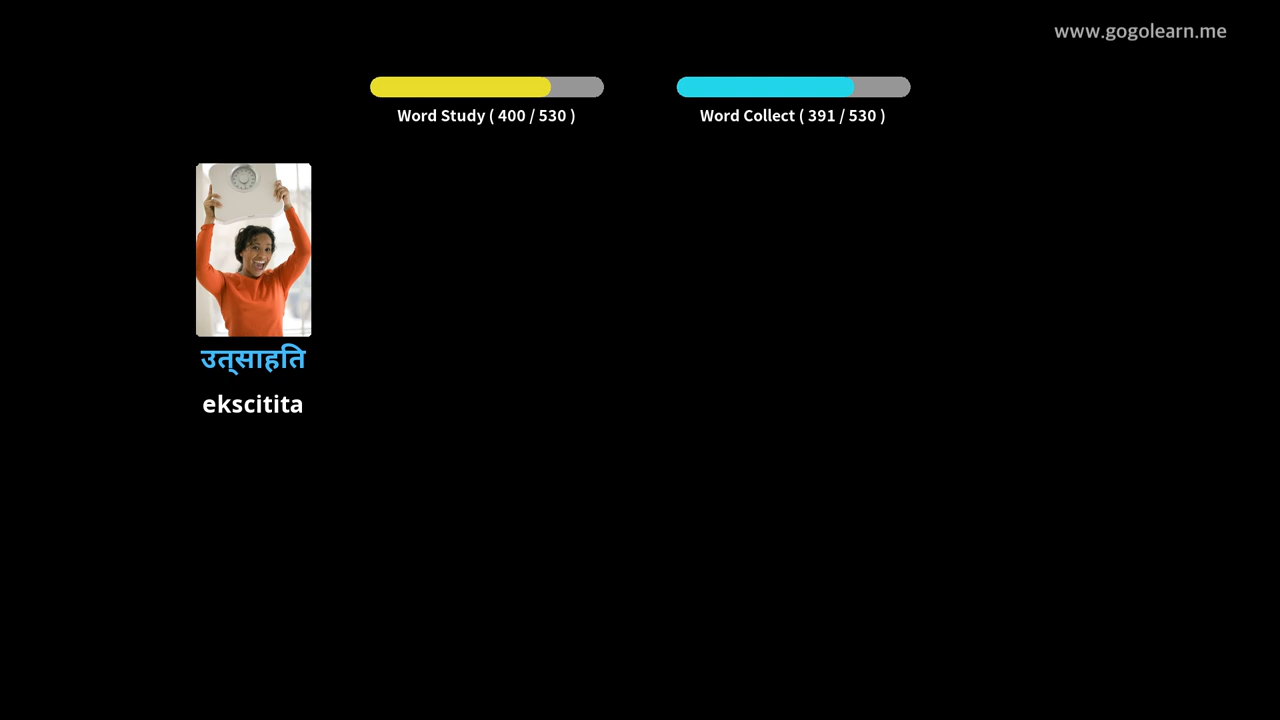 www.gogolearn.me
Word Study ( 400 / 530 )
Word Collect ( 391 / 530 )
उत्साहति
ekscitita